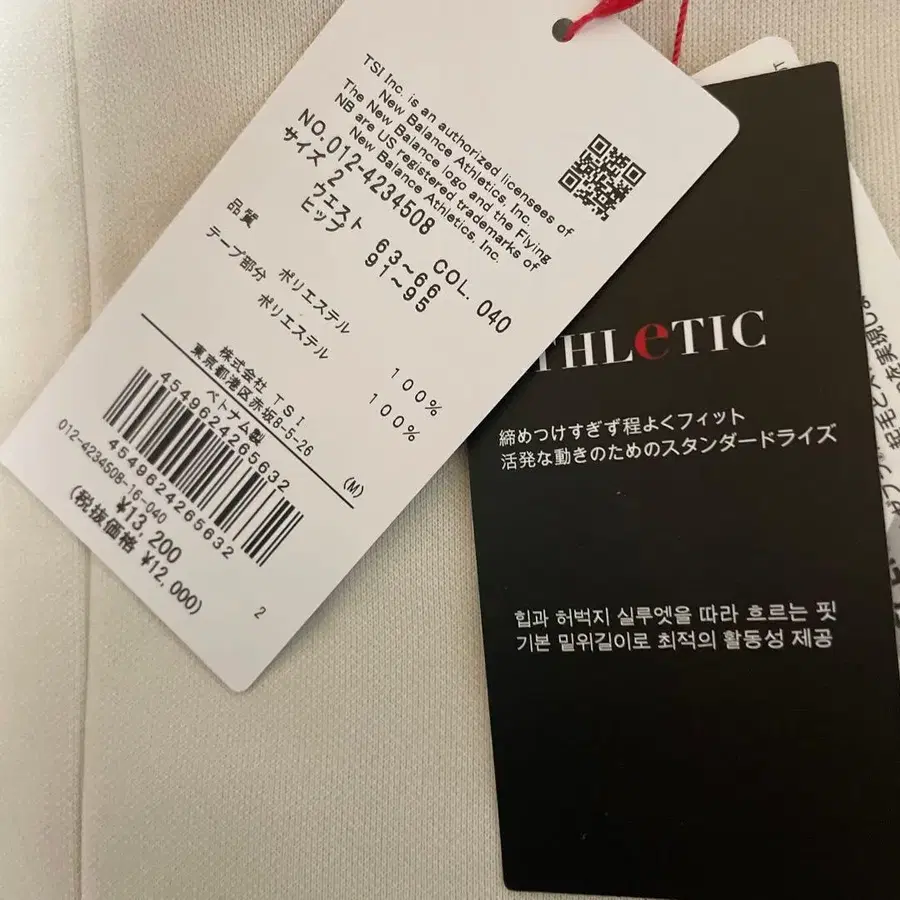 TSI Inc. is an authorized licensees of
New Balance Athletics, Inc.
The New Balance logo and the Flying
NB are US registered trademarks of
New Balance Athletics, Inc.
NO.012-4234508 COL. 040
サイズ 2
ウエスト 63~66
ヒップ 91~95
品質
ポリエステル 100%
テープ部分
ポリエステル 100%
株式会社 TSI
東京都港区赤坂8-5-26
ベトナム製 (M)
4549624265632
4549624265632
012-4234508-16-040
¥13,200
(税抜価格 ¥12,000)
2
THLeTIC
締めつけすぎず程よくフィット
活発な動きのためのスタンダードライズ
힙과 허벅지 실루엣을 따라 흐르는 핏
기본 밑위길이로 최적의 활동성 제공